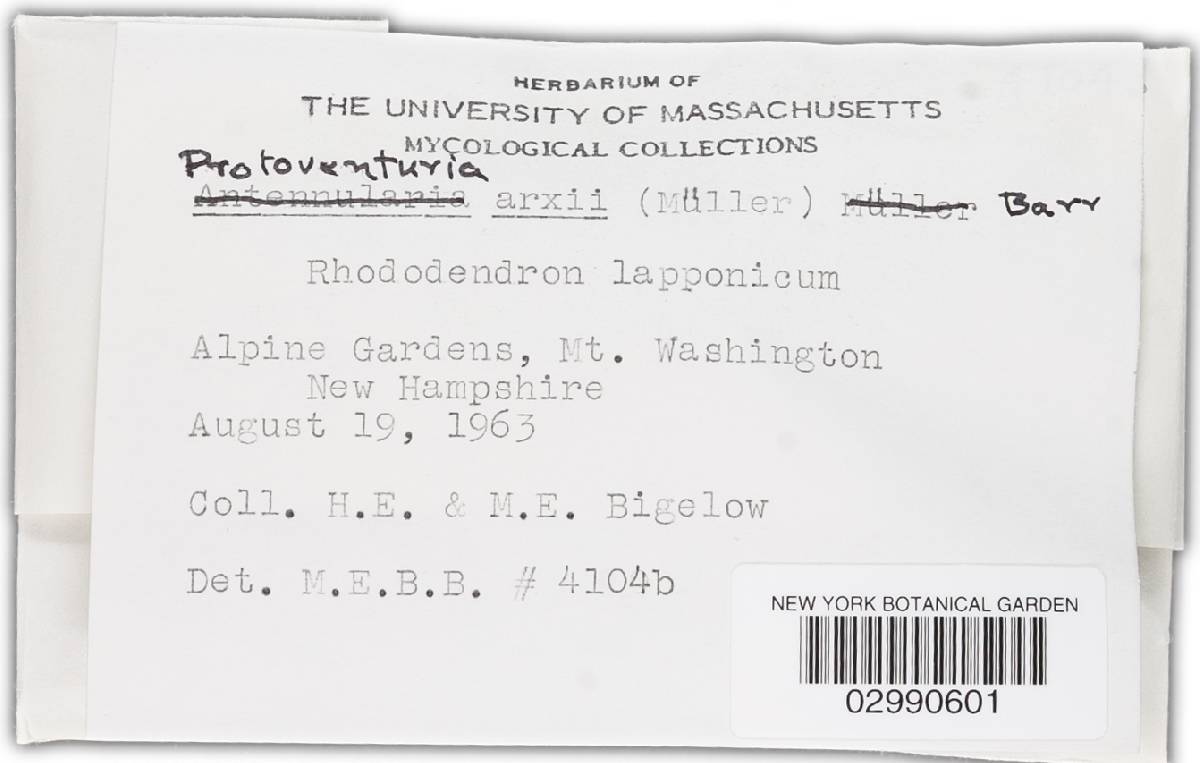 HERBARIUM OF
THE UNIVERSITY OF MASSACHUSETTS
MYCOLOGICAL COLLECTIONS
Protoventuria
Antennularia arxii (Müller) Müller Barr
Rhododendron lapponicum
Alpine Gardens, Mt. Washington
New Hampshire
August 19, 1963
Coll. H.E. & M.E. Bigelow
Det. M.E.B.B. # 4104b
NEW YORK BOTANICAL GARDEN
02990601